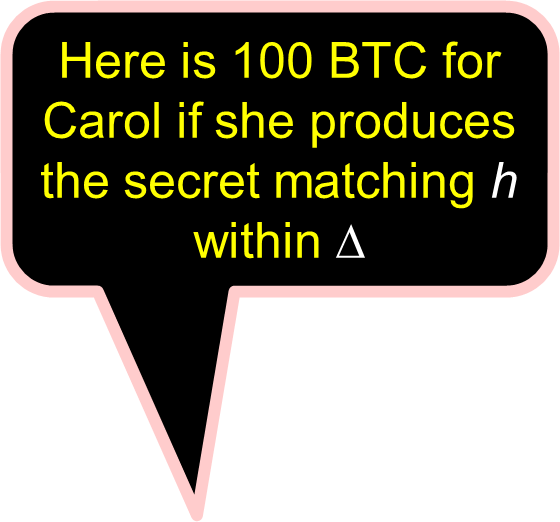 Here is 100 BTC for
Carol if she produces
the secret matching h
within Δ